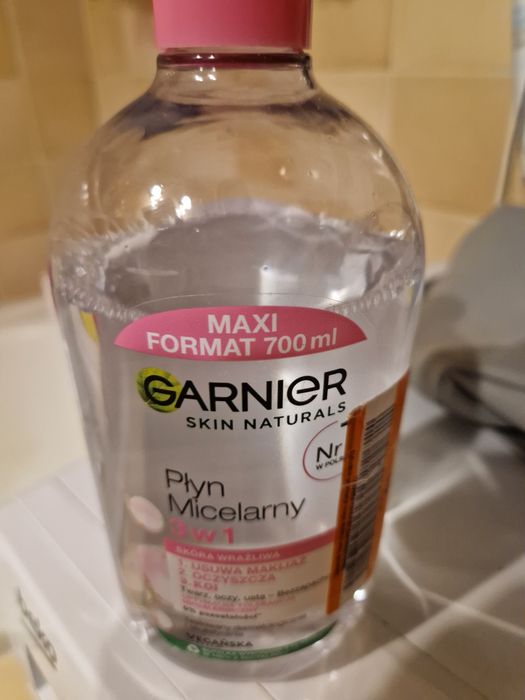 MAXI
FORMAT 700 ml
GARNIER
SKIN NATURALS
Nr
W POLSCE
Płyn
Micelarny
3 w 1
SKÓRA WRAŻLIWA
1. USUWA MAKIJAŻ
2. OCZYSZCZA
3. KOI
Twarz, oczy, usta –
WEGAŃSKA